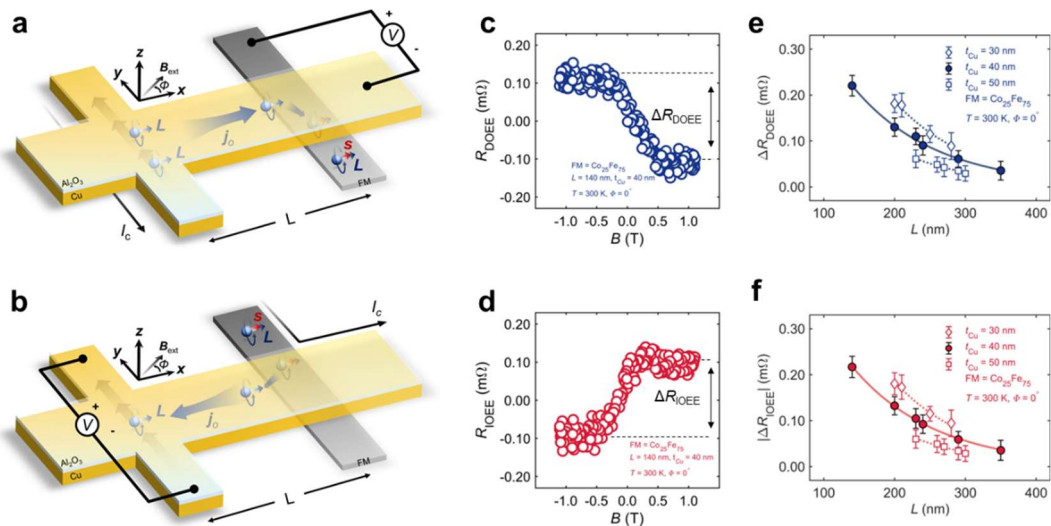 a
+
V
-
z
y
B_ext
Φ
x
L
L
j_o
s
L
Al₂O₃
Cu
I_c
L
FM
b
s
L
I_c
z
y
B_ext
Φ
x
+
V
-
L
j_o
Al₂O₃
Cu
L
FM
c
R_DOEE (mΩ)
0.20
0.10
0.00
-0.10
-0.20
ΔR_DOEE
FM = Co₂₅Fe₇₅
L = 140 nm, t_Cu = 40 nm
T = 300 K, Φ = 0°
-1.0 -0.5 0.0 0.5 1.0
B (T)
d
R_IOEE (mΩ)
0.20
0.10
0.00
-0.10
-0.20
ΔR_IOEE
FM = Co₂₅Fe₇₅
L = 140 nm, t_Cu = 40 nm
T = 300 K, Φ = 0°
-1.0 -0.5 0.0 0.5 1.0
B (T)
e
ΔR_DOEE (mΩ)
0.30
0.20
0.10
0.00
t_Cu = 30 nm
t_Cu = 40 nm
t_Cu = 50 nm
FM = Co₂₅Fe₇₅
T = 300 K, Φ = 0°
100 200 300 400
L (nm)
f
|ΔR_IOEE| (mΩ)
0.30
0.20
0.10
0.00
t_Cu = 30 nm
t_Cu = 40 nm
t_Cu = 50 nm
FM = Co₂₅Fe₇₅
T = 300 K, Φ = 0°
100 200 300 400
L (nm)